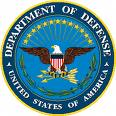 DEPARTMENT OF DEFENSE
UNITED STATES OF AMERICA